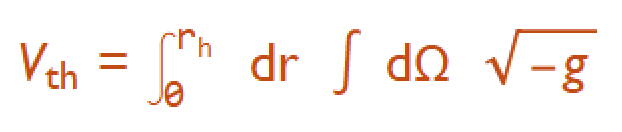 V_th = ∫_0^{r_h} dr ∫ dΩ √−g